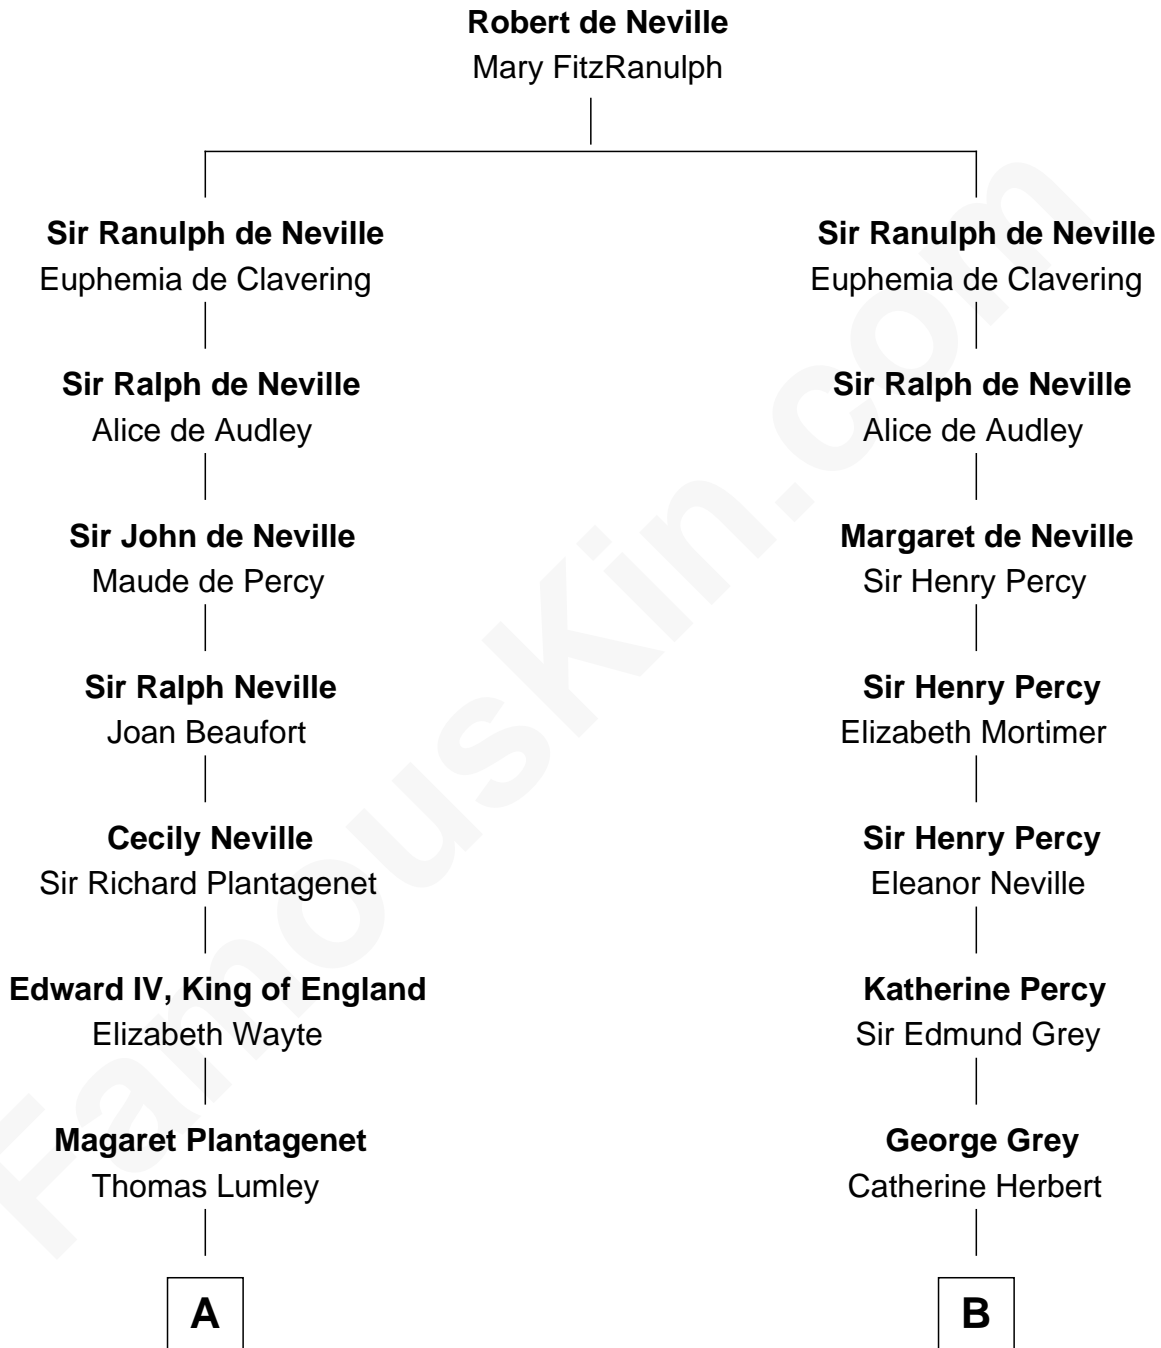 Robert de Neville
Mary FitzRanulph
Sir Ranulph de Neville
Euphemia de Clavering
Sir Ralph de Neville
Alice de Audley
Sir John de Neville
Maude de Percy
Sir Ralph Neville
Joan Beaufort
Cecily Neville
Sir Richard Plantagenet
Edward IV, King of England
Elizabeth Wayte
Magaret Plantagenet
Thomas Lumley
A
Sir Ranulph de Neville
Euphemia de Clavering
Sir Ralph de Neville
Alice de Audley
Margaret de Neville
Sir Henry Percy
Sir Henry Percy
Elizabeth Mortimer
Sir Henry Percy
Eleanor Neville
Katherine Percy
Sir Edmund Grey
George Grey
Catherine Herbert
B
FamousKin.com